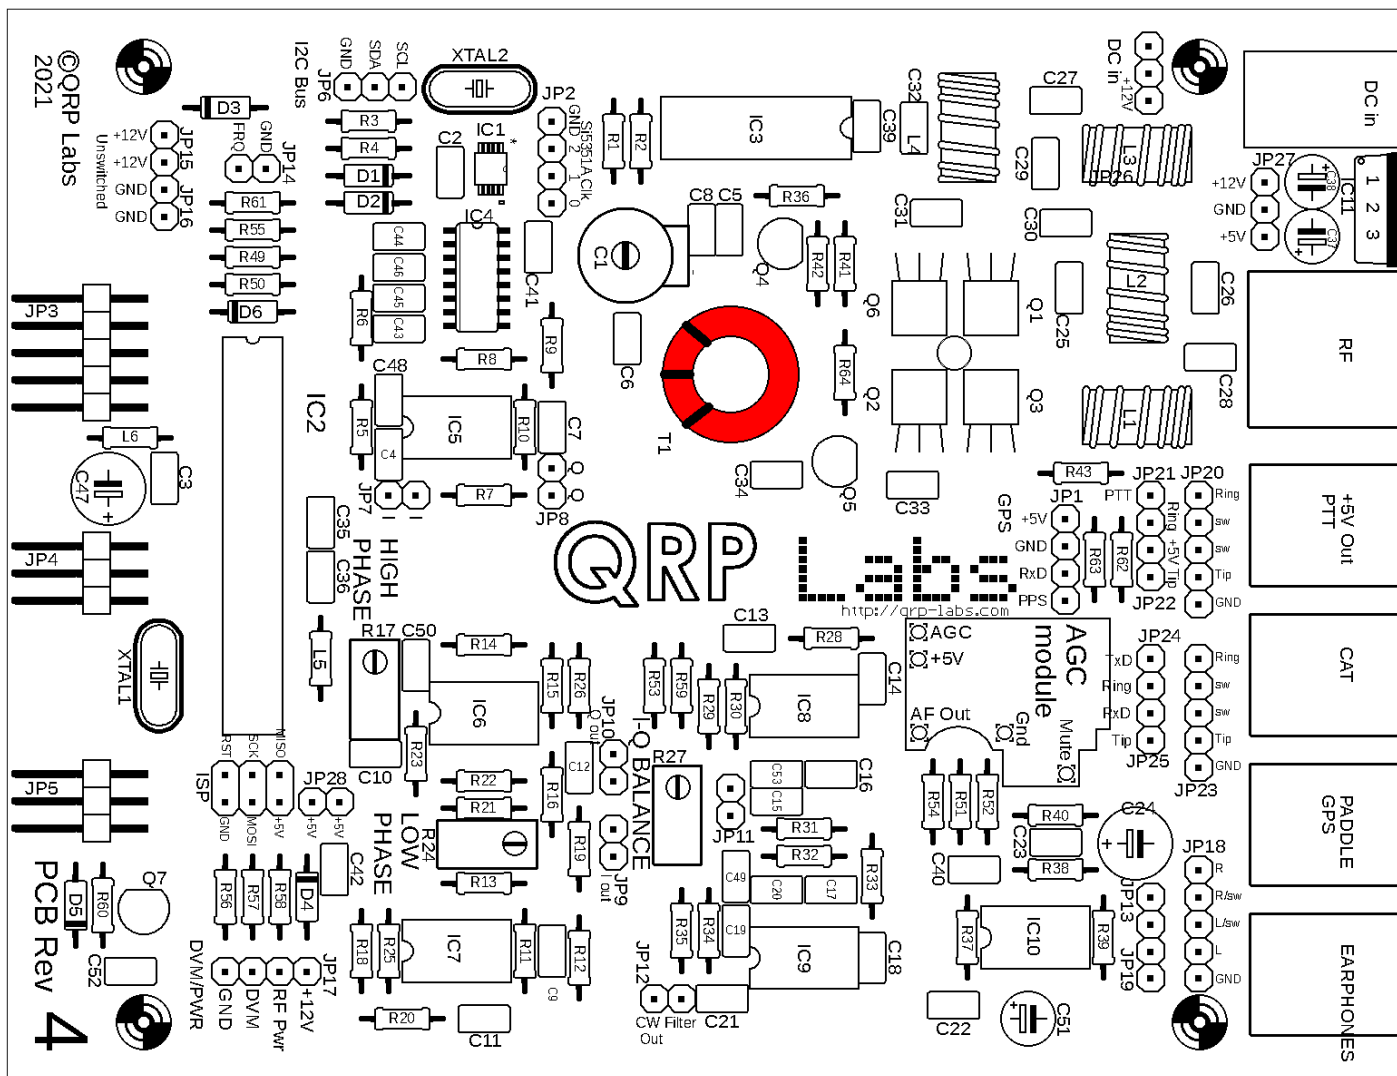 ©QRP Labs
2021
I2C Bus
GND
SDA
SCL
JP6
XTAL2
JP2
GND
2
1
0
Si5351A Clk
D3
+12V
+12V
GND
GND
Unswitched
JP15
JP16
FRQ
GND
JP14
R61
R55
R49
R50
D6
R3
R4
D1
D2
C2
IC1
*
IC4
C44
C46
C45
C43
R6
C41
R9
R8
R1
R2
IC3
C39
C32
L4
C27
C29
DC in
+12V
L3
JP26
DC in
JP27
+12V
GND
+5V
C38
C37
IC11
1
2
3
C1
C8
C5
R36
Q4
R42
R41
C31
C30
Q6
Q1
C25
L2
C26
C6
T1
R64
Q2
Q3
C28
RF
L1
JP3
L6
C47
C3
IC2
C48
R5
C4
IC5
R10
C7
JP7
I
I
R7
Q
Q
JP8
C34
Q5
C33
R43
JP4
C35
C36
HIGH
PHASE
QRP
Labs
http://qrp-labs.com
GPS
JP1
+5V
GND
RxD
PPS
R63
R62
JP21
PTT
Ring
+5V
Tip
JP22
JP20
Ring
sw
sw
Tip
GND
+5V Out
PTT
XTAL1
L5
R17
C50
R14
IC6
R23
C10
R15
R26
Q out
JP10
I-Q BALANCE
R53
R59
R29
R30
C13
R28
IC8
C14
AGC
+5V
AGC
module
AF Out
Gnd
Mute
JP24
TxD
Ring
RxD
Tip
JP25
Ring
sw
sw
Tip
GND
JP23
CAT
JP5
RST
SCK
MISO
ISP
GND
MOSI
+5V
JP28
+5V
+5V
R22
R21
R24
LOW
PHASE
R13
R16
C12
R19
JP9
I out
R27
JP11
C53
C15
C16
R31
R32
C49
C20
C17
R33
R54
R51
R52
R40
C23
R38
C24
C40
PADDLE
GPS
JP18
R
R/sw
L/sw
L
GND
PCB Rev
4
D5
R60
Q7
C52
R56
R57
R58
D4
C42
DVM/PWR
GND
DVM
RF Pwr
+12V
JP17
R18
R25
IC7
R11
C9
R12
R20
C11
R35
R34
C19
IC9
C18
JP12
CW Filter
Out
C21
R37
IC10
R39
JP13
JP19
C22
C51
EARPHONES